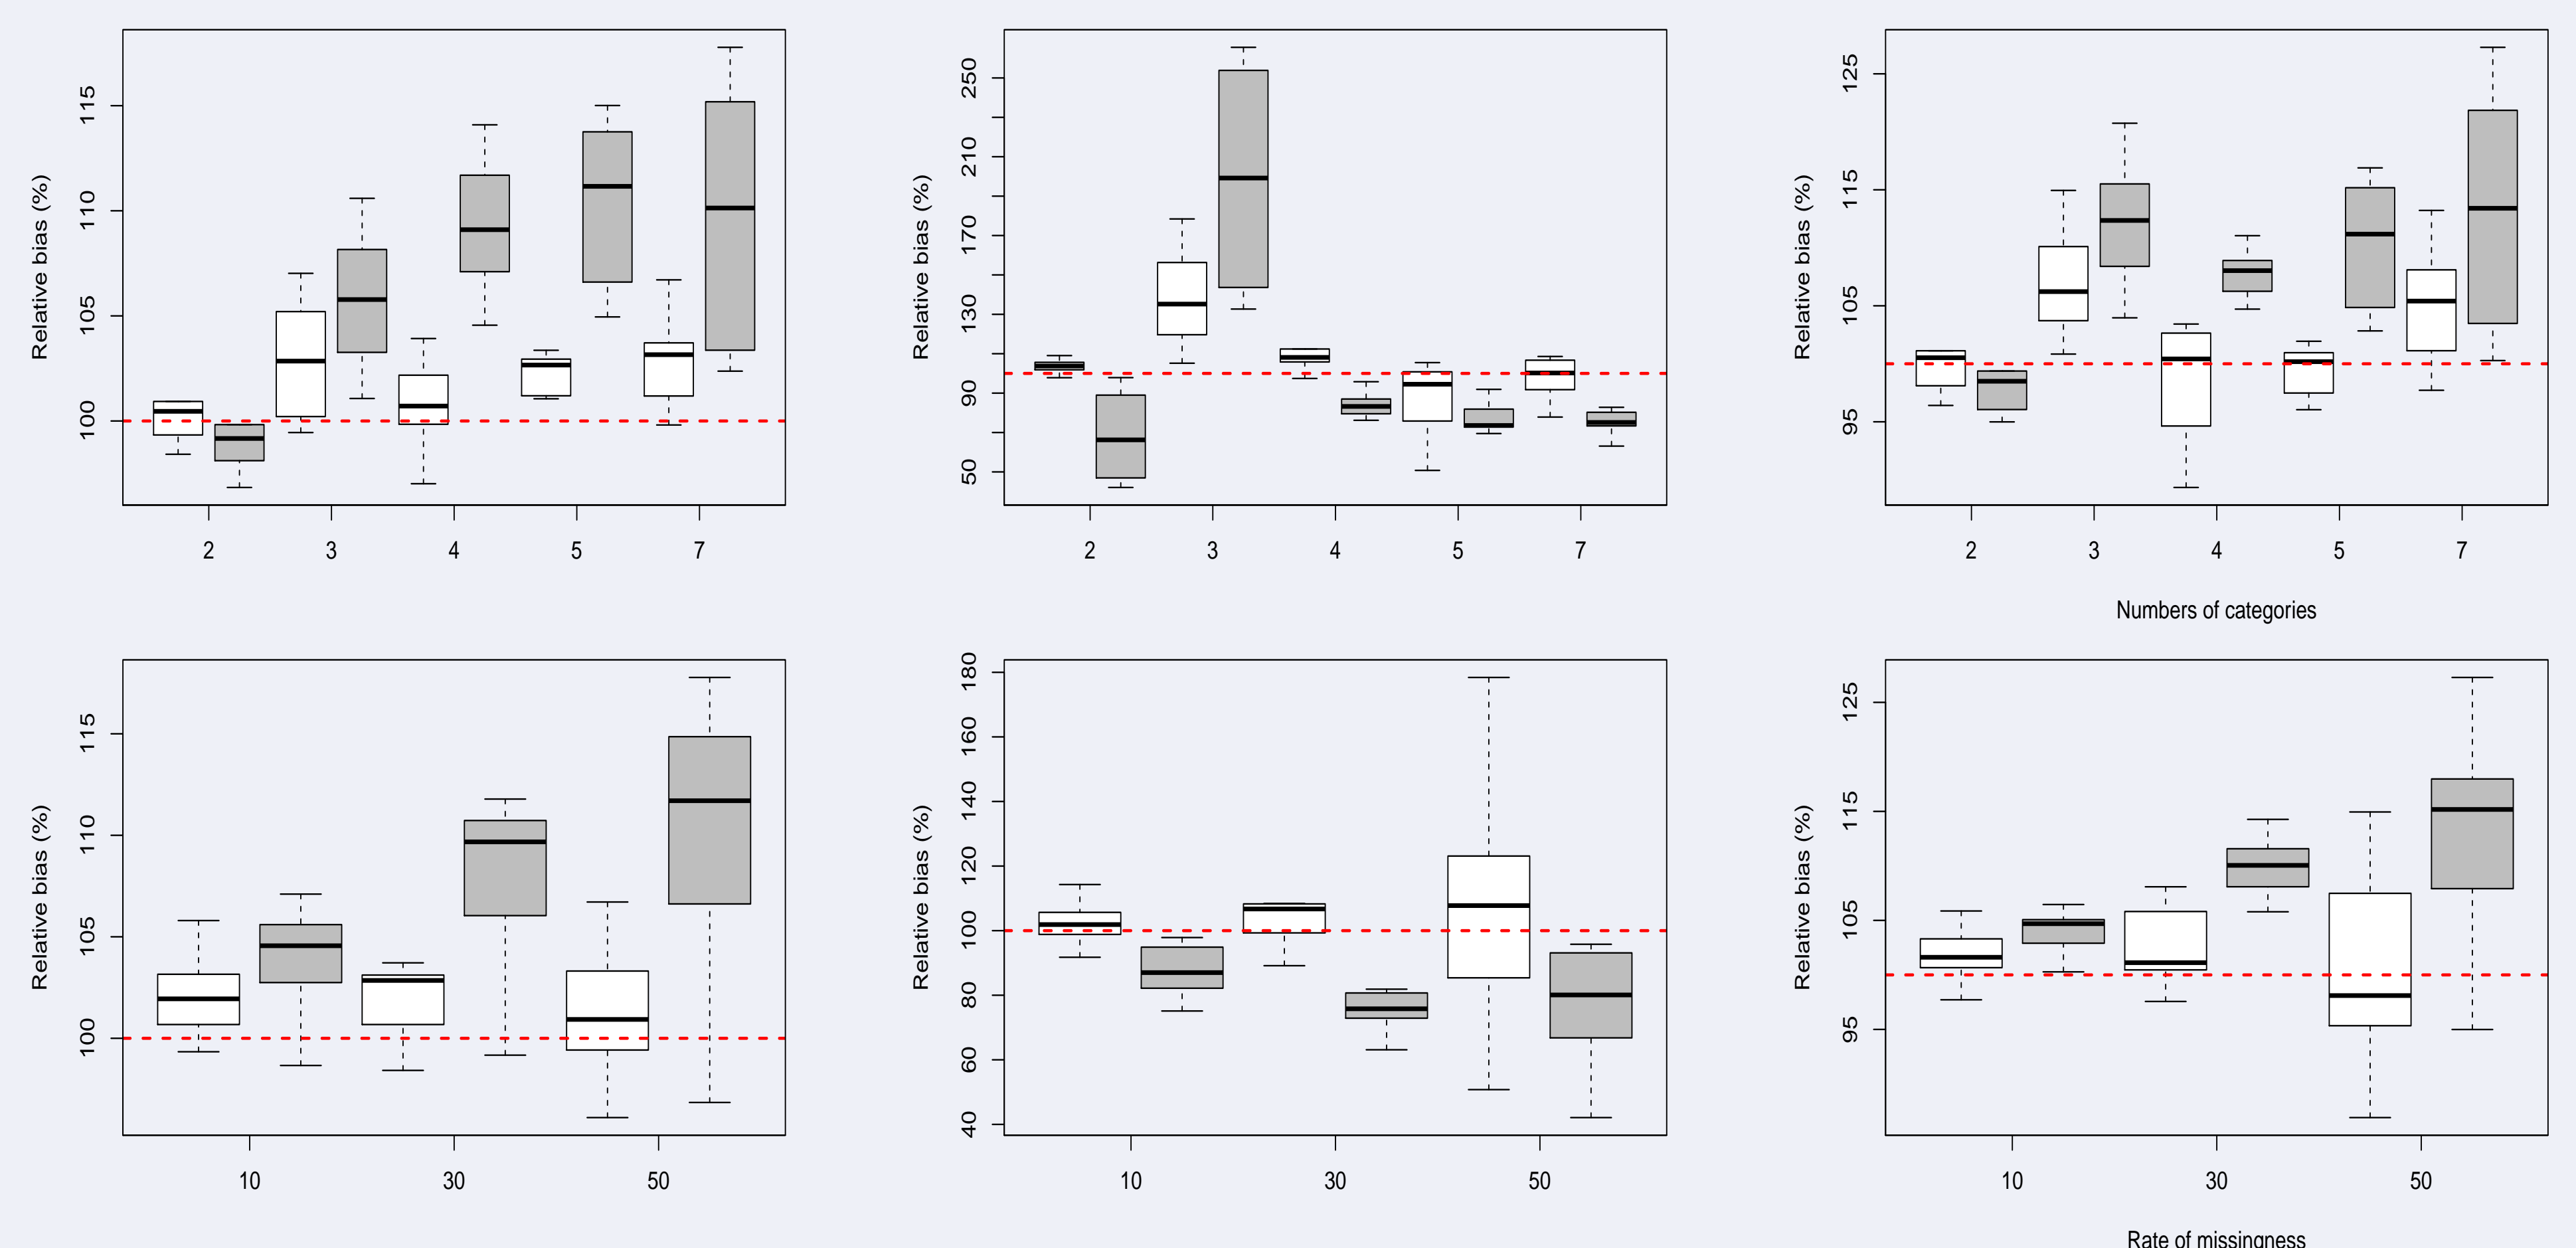 Relative bias (%)
100 105 110 115
2 3 4 5 7
Relative bias (%)
50 90 130 170 210 250
2 3 4 5 7
Relative bias (%)
95 105 115 125
2 3 4 5 7
Numbers of categories
Relative bias (%)
100 105 110 115
10 30 50
Relative bias (%)
40 60 80 100 120 140 160 180
10 30 50
Relative bias (%)
95 105 115 125
10 30 50
Rate of missingness